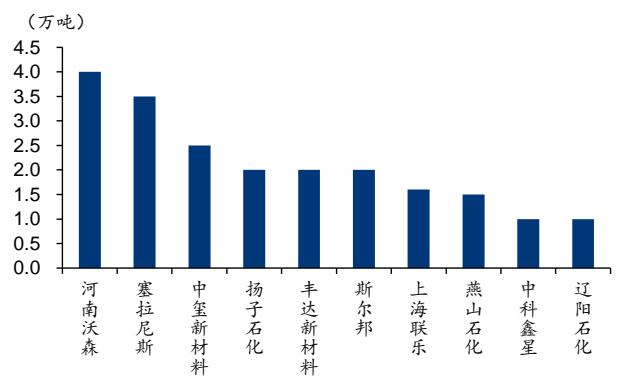 （万吨）
4.5
4.0
3.5
3.0
2.5
2.0
1.5
1.0
0.5
0.0
河南沃森
塞拉尼斯
中玺新材料
扬子石化
丰达新材料
斯尔邦
上海联乐
燕山石化
中科鑫星
辽阳石化